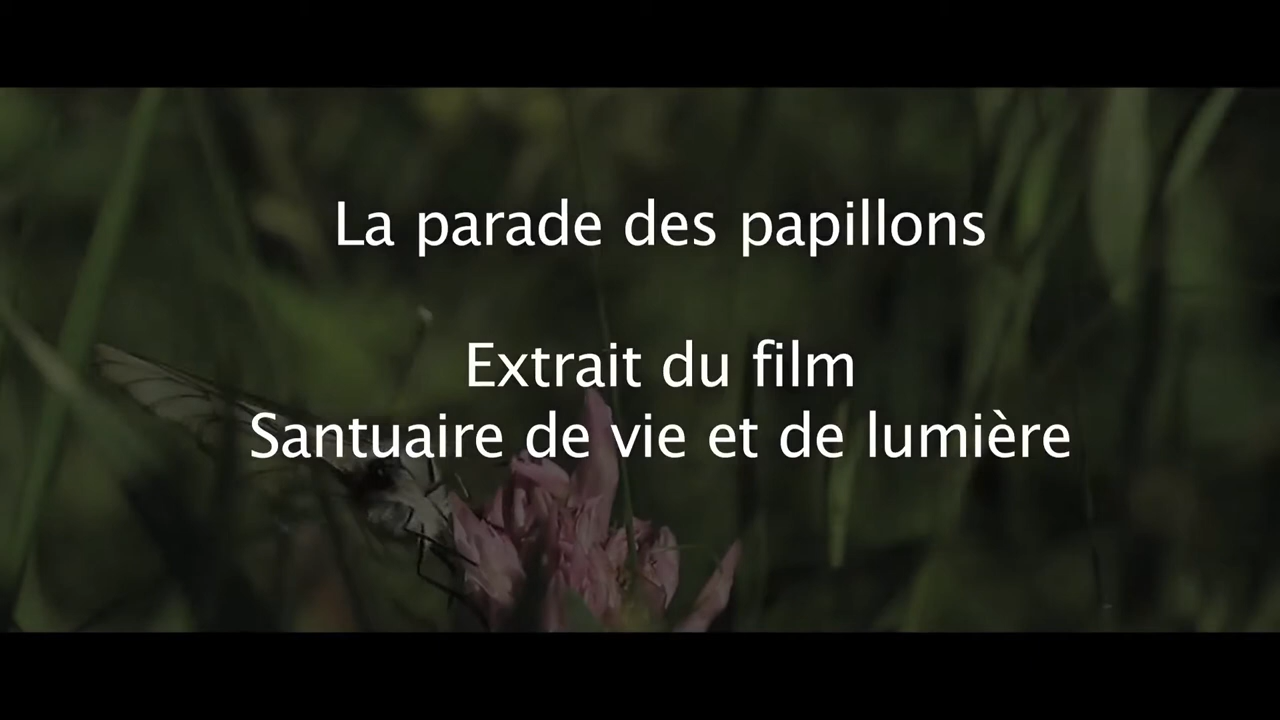 La parade des papillons
Extrait du film
Santuaire de vie et de lumière